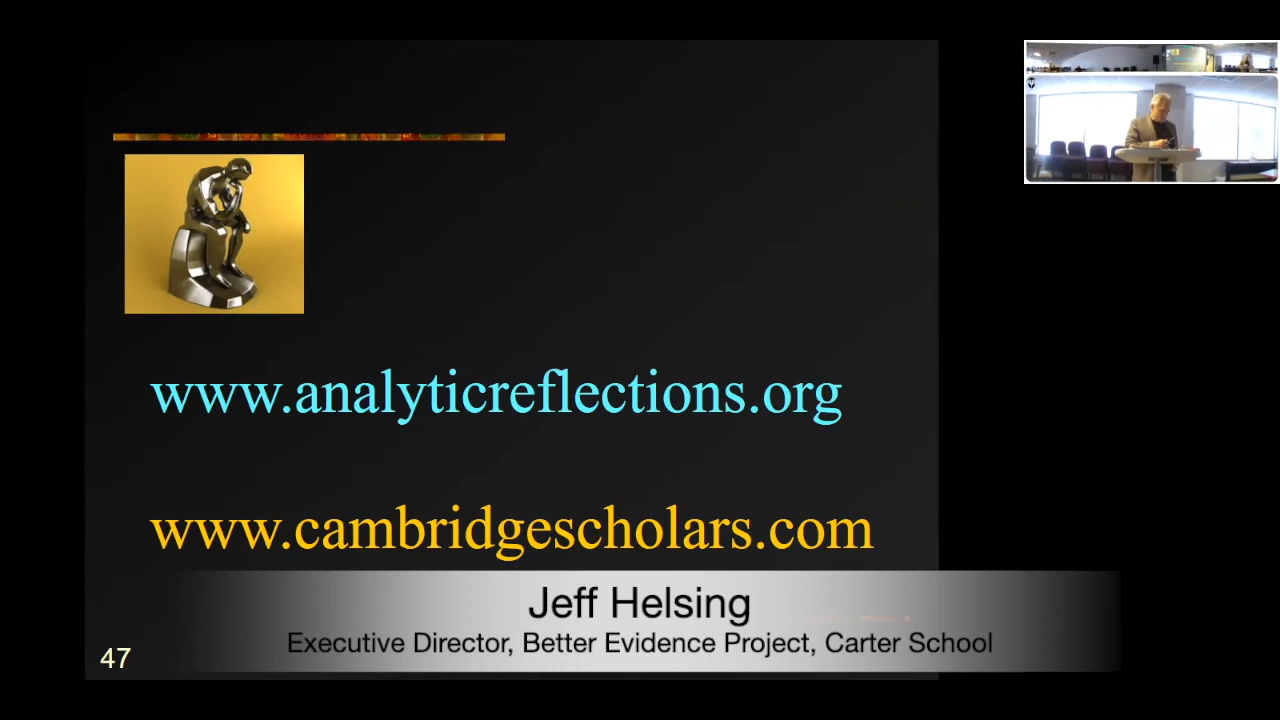 www.analyticreflections.org
www.cambridgescholars.com
Jeff Helsing
Executive Director, Better Evidence Project, Carter School
47